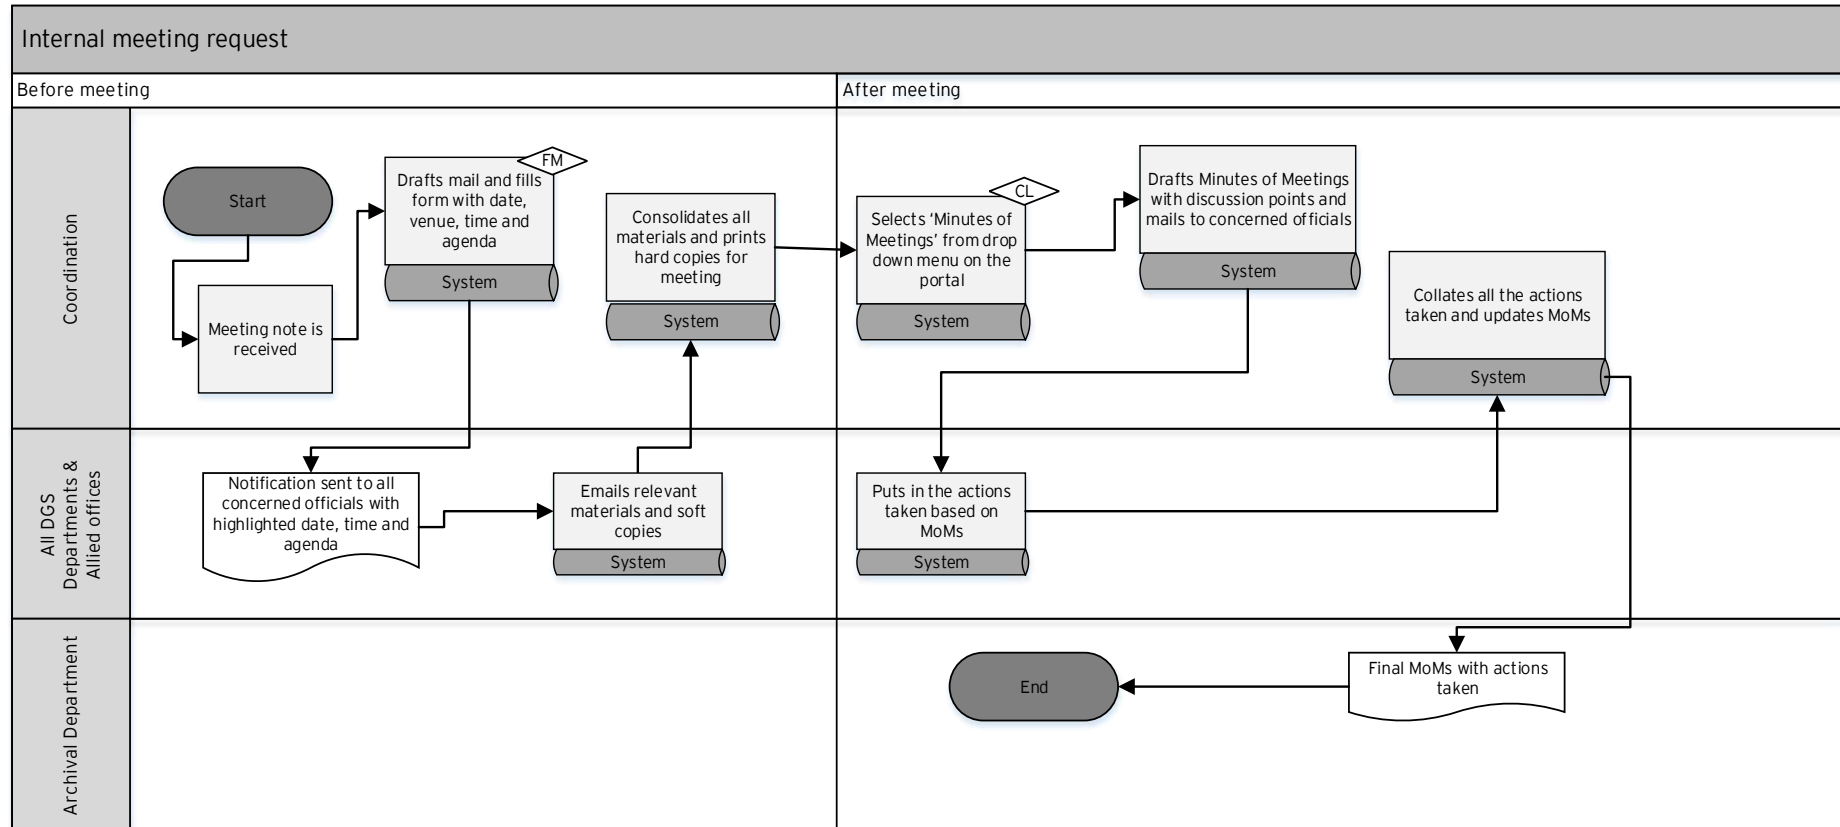 Internal meeting request
Before meeting
After meeting
Coordination
Start
Meeting note is
received
FM
Drafts mail and fills
form with date,
venue, time and
agenda
System
Consolidates all
materials and prints
hard copies for
meeting
System
CL
Selects ‘Minutes of
Meetings’ from drop
down menu on the
portal
System
Drafts Minutes of Meetings
with discussion points and
mails to concerned officials
System
Collates all the actions
taken and updates MoMs
System
All DGS
Departments &
Allied offices
Notification sent to all
concerned officials with
highlighted date, time and
agenda
Emails relevant
materials and soft
copies
System
Puts in the actions
taken based on
MoMs
System
Archival Department
End
Final MoMs with actions
taken